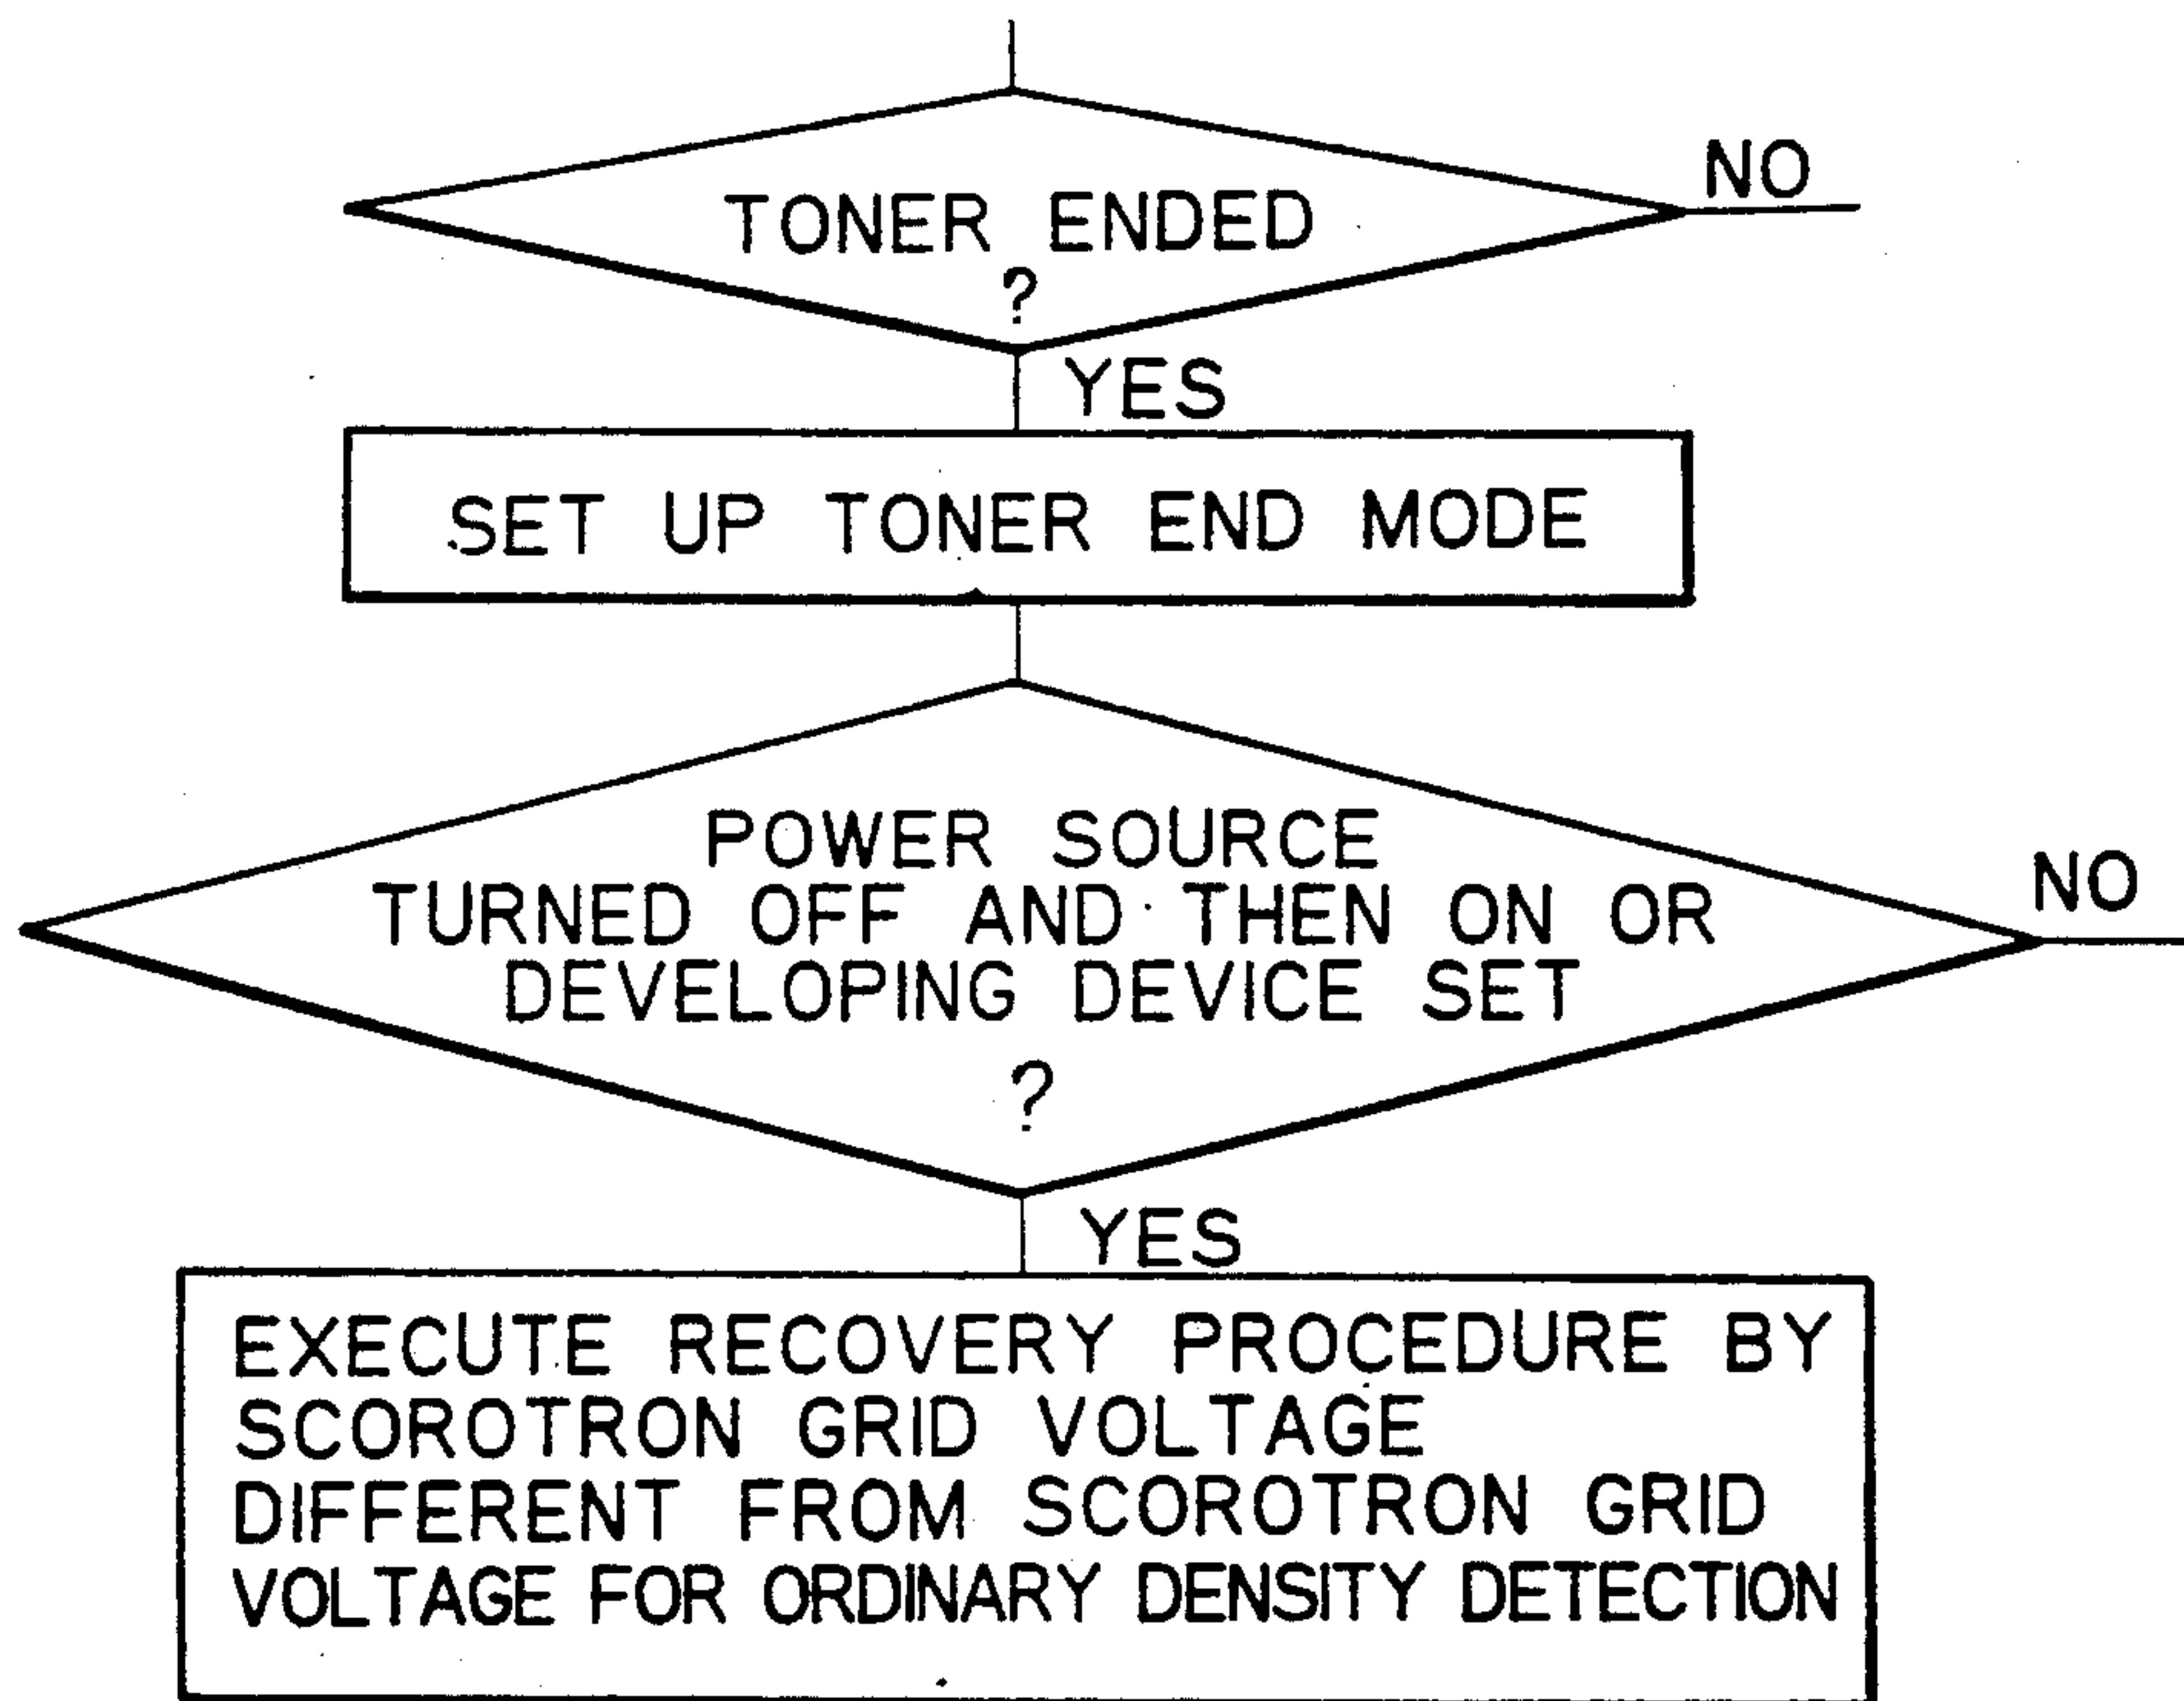 TONER ENDED
NO
?
YES
SET UP TONER END MODE
POWER SOURCE
TURNED OFF AND THEN ON OR
NO
DEVELOPING DEVICE SET
?
YES
EXECUTE RECOVERY PROCEDURE BY
SCOROTRON GRID VOLTAGE
DIFFERENT FROM SCOROTRON GRID
VOLTAGE FOR ORDINARY DENSITY DETECTION